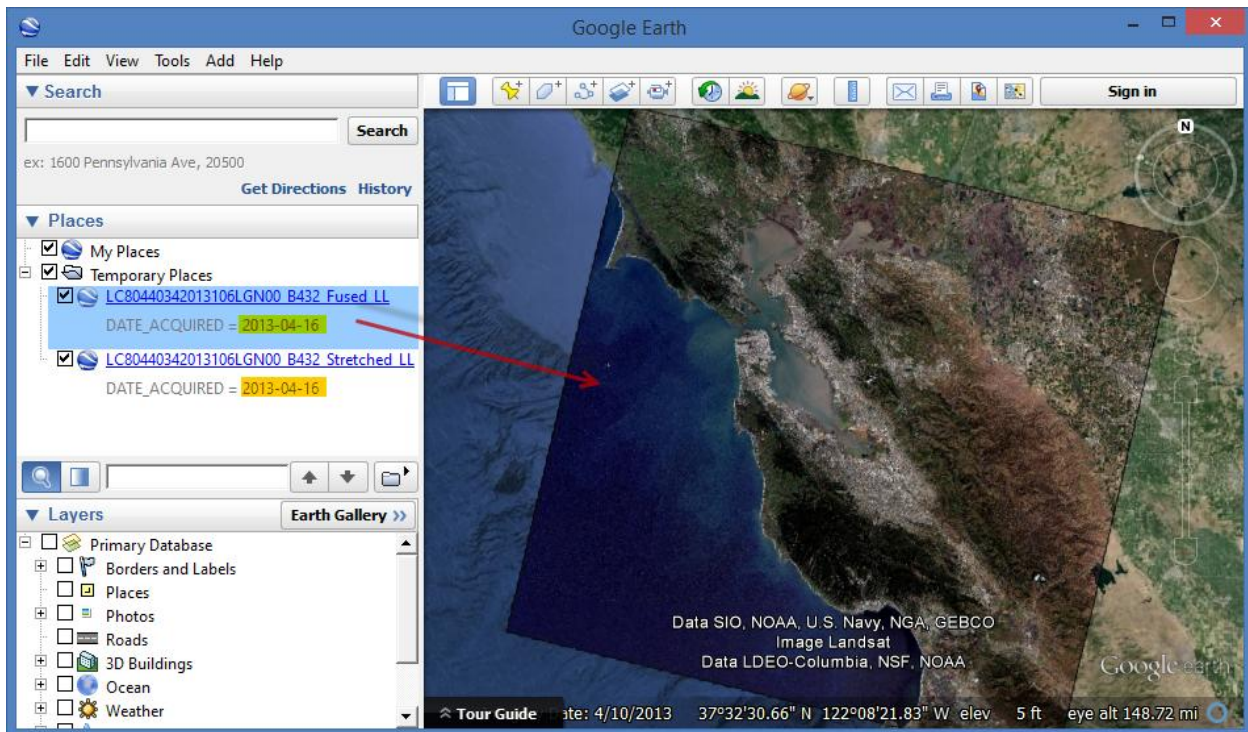 Google Earth
File Edit View Tools Add Help
Search
Search
ex: 1600 Pennsylvania Ave, 20500
Get Directions History
Places
My Places
Temporary Places
LC80440342013106LGN00_B432_Fused_LL
DATE_ACQUIRED = 2013-04-16
LC80440342013106LGN00_B432_Stretched_LL
DATE_ACQUIRED = 2013-04-16
Layers
Earth Gallery >>
Primary Database
Borders and Labels
Places
Photos
Roads
3D Buildings
Ocean
Weather
Sign in
N
Data SIO, NOAA, U.S. Navy, NGA, GEBCO
Image Landsat
Data LDEO-Columbia, NSF, NOAA
Google earth
Tour Guide ate: 4/10/2013 37°32'30.66" N 122°08'21.83" W elev 5 ft eye alt 148.72 mi